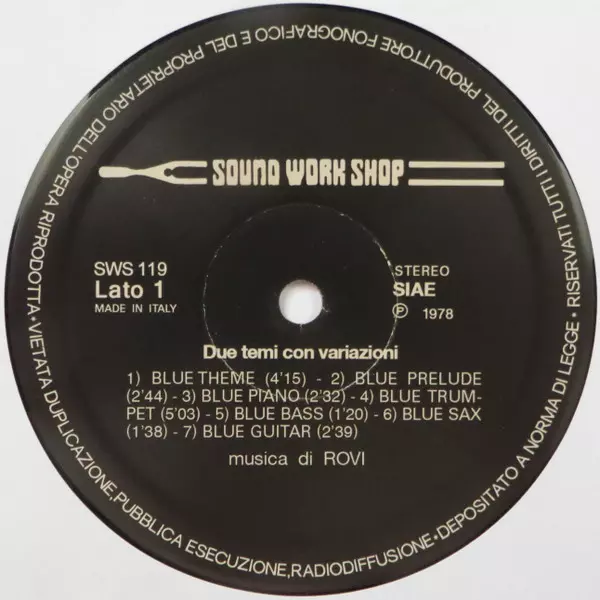 SOUND WORK SHOP
SWS 119
Lato 1
MADE IN ITALY
STEREO
SIAE
Ⓟ 1978
Due temi con variazioni
1) BLUE THEME (4'15) - 2) BLUE PRELUDE
(2'44) - 3) BLUE PIANO (2'32) - 4) BLUE TRUM-
PET (5'03) - 5) BLUE BASS (1'20) - 6) BLUE SAX
(1'38) - 7) BLUE GUITAR (2'39)
musica di ROVI
RISERVATI TUTTI I DIRITTI DEL PRODUTTORE FONOGRAFICO E DEL PROPRIETARIO DELL'OPERA RIPRODOTTA • VIETATA DUPLICAZIONE, PUBBLICA ESECUZIONE, RADIODIFFUSIONE • DEPOSITATO A NORMA DI LEGGE •